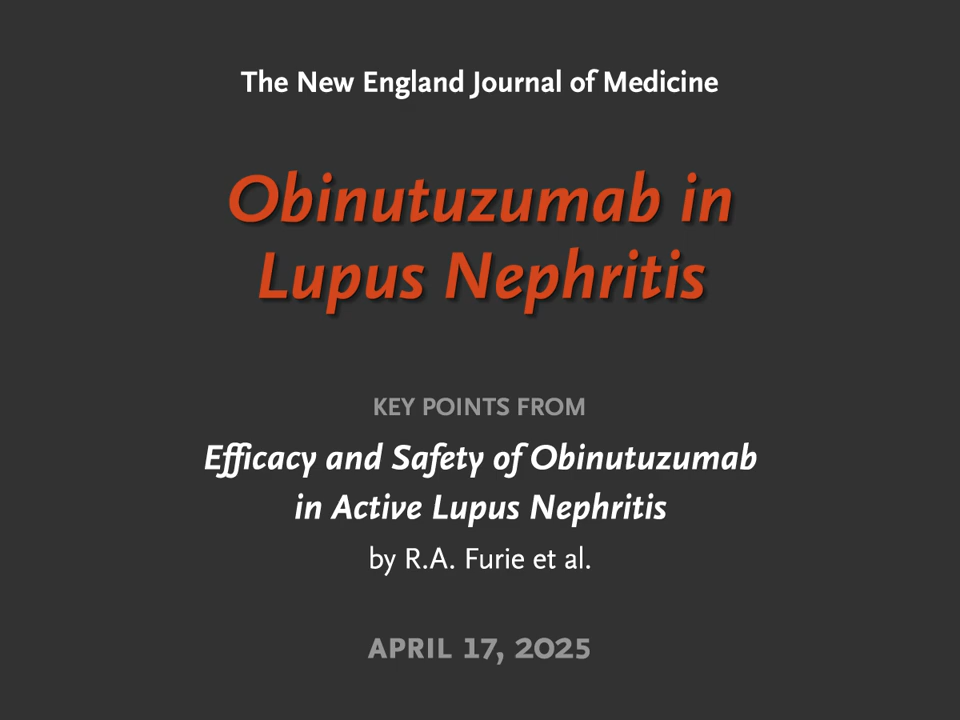 The New England Journal of Medicine
Obinutuzumab in
Lupus Nephritis
KEY POINTS FROM
Efficacy and Safety of Obinutuzumab
in Active Lupus Nephritis
by R.A. Furie et al.
APRIL 17, 2025